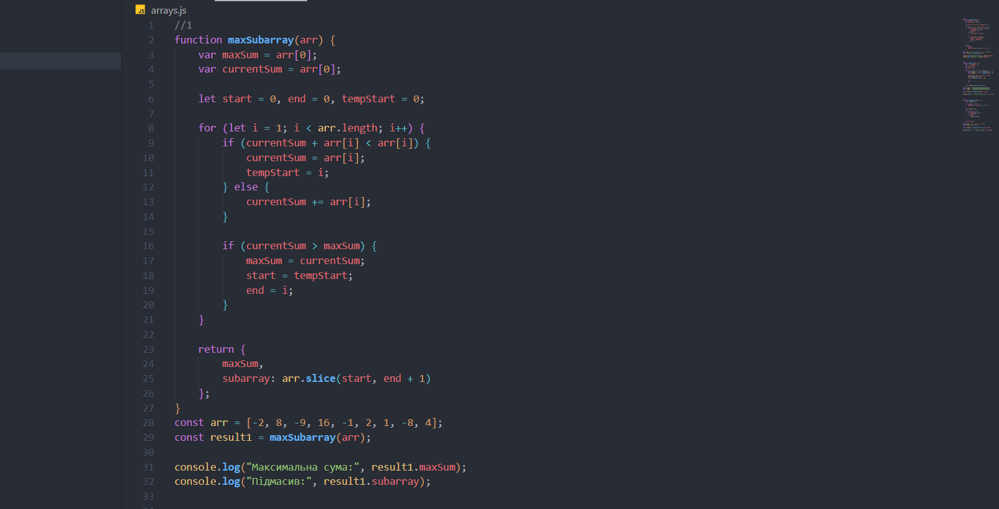 JS arrays.js
1 //1
2 function maxSubarray(arr) {
3     var maxSum = arr[0];
4     var currentSum = arr[0];
5
6     let start = 0, end = 0, tempStart = 0;
7
8     for (let i = 1; i < arr.length; i++) {
9         if (currentSum + arr[i] < arr[i]) {
10             currentSum = arr[i];
11             tempStart = i;
12         } else {
13             currentSum += arr[i];
14         }
15
16         if (currentSum > maxSum) {
17             maxSum = currentSum;
18             start = tempStart;
19             end = i;
20         }
21     }
22
23     return {
24         maxSum,
25         subarray: arr.slice(start, end + 1)
26     };
27 }
28 const arr = [-2, 8, -9, 16, -1, 2, 1, -8, 4];
29 const result1 = maxSubarray(arr);
30
31 console.log("Максимальна сума:", result1.maxSum);
32 console.log("Підмасив:", result1.subarray);
33